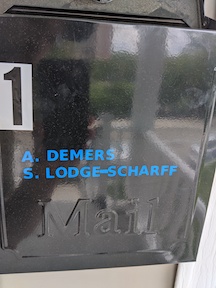 1
A. DEMERS
S. LODGE-SCHARFF
Mail